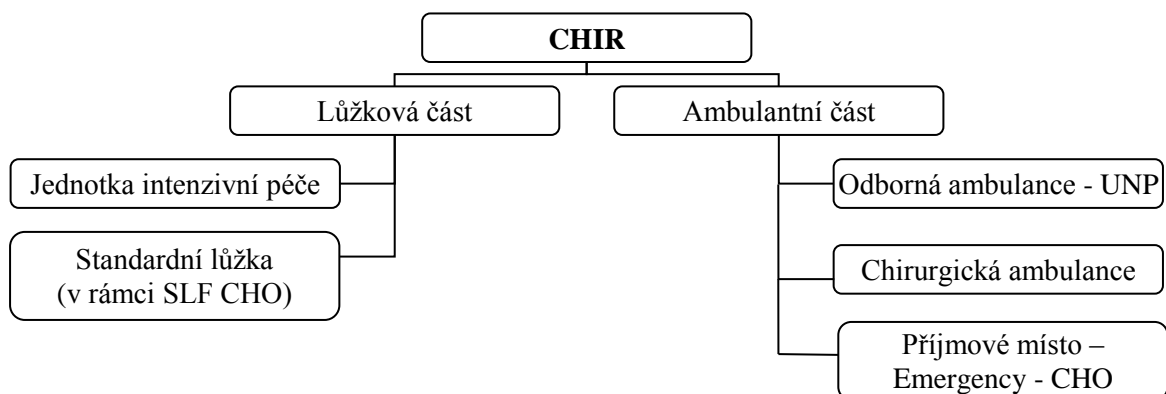 CHIR
Lůžková část
Ambulantní část
Jednotka intenzivní péče
Standardní lůžka
(v rámci SLF CHO)
Odborná ambulance - UNP
Chirurgická ambulance
Příjmové místo –
Emergency - CHO